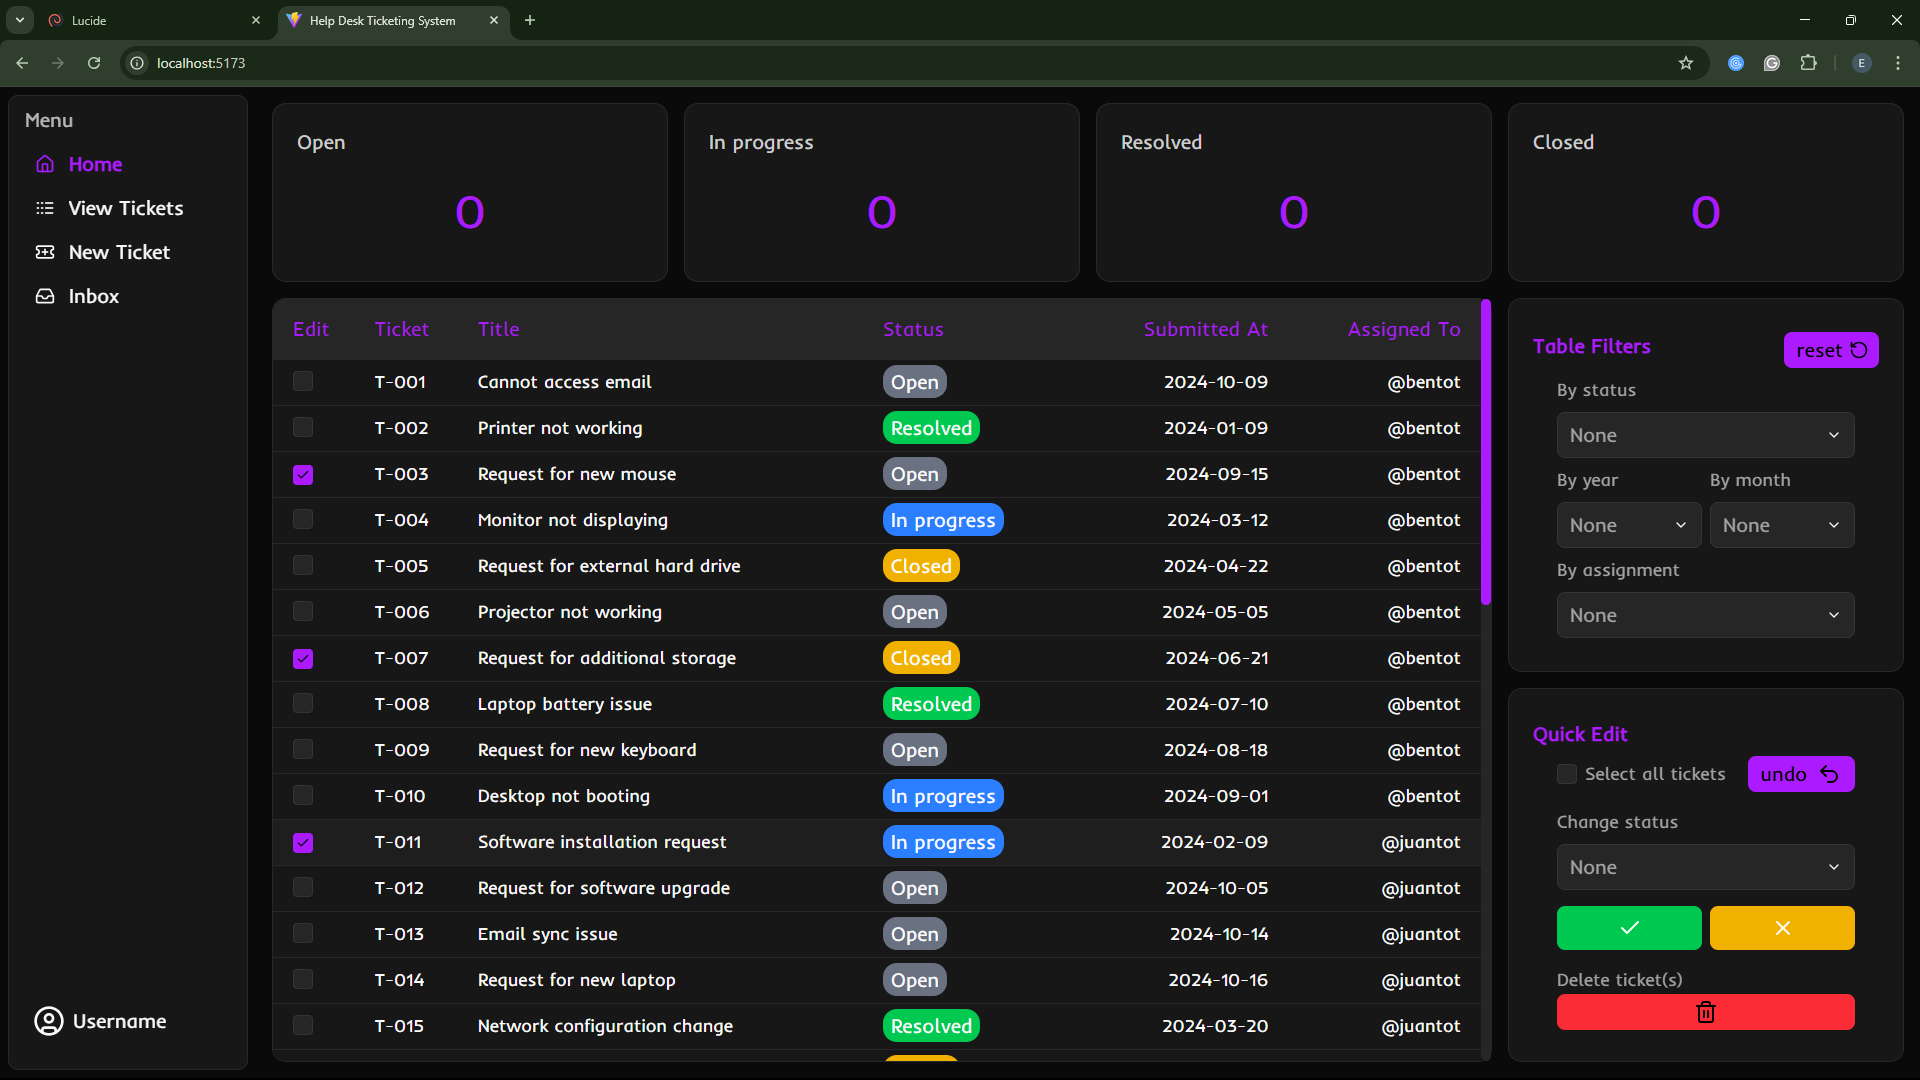 Lucide
Help Desk Ticketing System
localhost:5173
E
Menu
Home
View Tickets
New Ticket
Inbox
Username
Open
0
In progress
0
Resolved
0
Closed
0
Edit Ticket Title Status Submitted At Assigned To
T-001 Cannot access email Open 2024-10-09 @bentot
T-002 Printer not working Resolved 2024-01-09 @bentot
T-003 Request for new mouse Open 2024-09-15 @bentot
T-004 Monitor not displaying In progress 2024-03-12 @bentot
T-005 Request for external hard drive Closed 2024-04-22 @bentot
T-006 Projector not working Open 2024-05-05 @bentot
T-007 Request for additional storage Closed 2024-06-21 @bentot
T-008 Laptop battery issue Resolved 2024-07-10 @bentot
T-009 Request for new keyboard Open 2024-08-18 @bentot
T-010 Desktop not booting In progress 2024-09-01 @bentot
T-011 Software installation request In progress 2024-02-09 @juantot
T-012 Request for software upgrade Open 2024-10-05 @juantot
T-013 Email sync issue Open 2024-10-14 @juantot
T-014 Request for new laptop Open 2024-10-16 @juantot
T-015 Network configuration change Resolved 2024-03-20 @juantot
Table Filters
reset
By status
None
By year By month
None None
By assignment
None
Quick Edit
Select all tickets undo
Change status
None
Delete ticket(s)